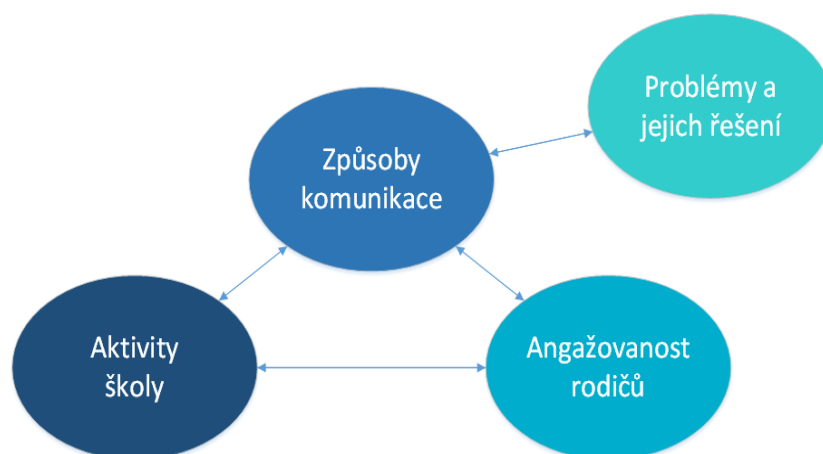 Problémy a
jejich řešení
Způsoby
komunikace
Aktivity
školy
Angažovanost
rodičů